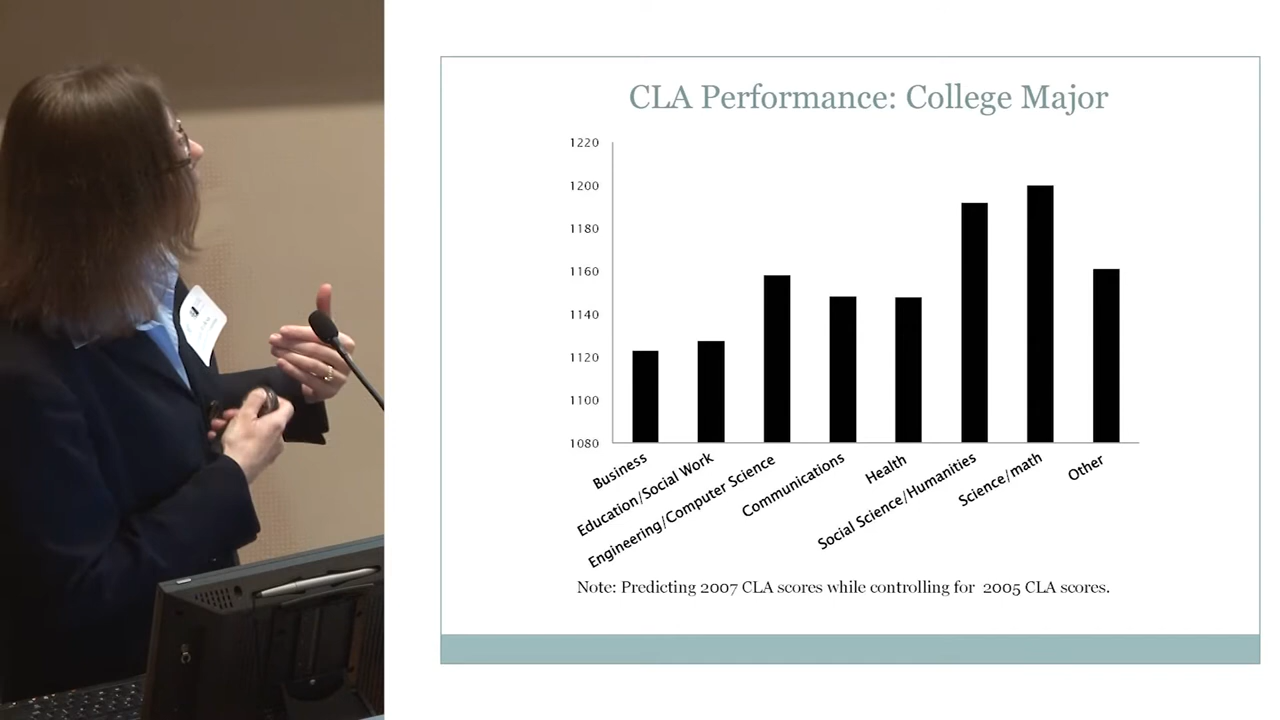 CLA Performance: College Major
1220
1200
1180
1160
1140
1120
1100
1080
Business
Education/Social Work
Engineering/Computer Science
Communications
Health
Social Science/Humanities
Science/math
Other
Note: Predicting 2007 CLA scores while controlling for 2005 CLA scores.